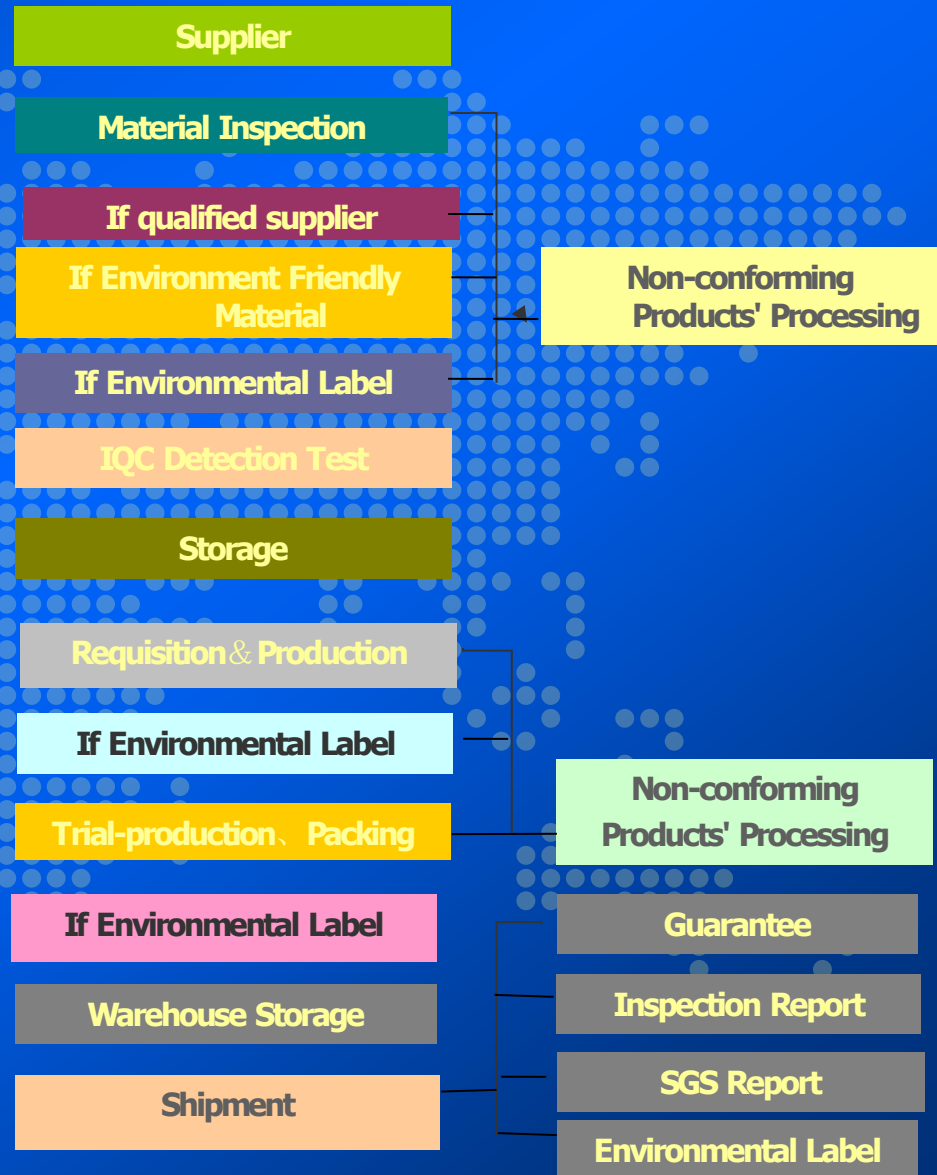 Supplier
Material Inspection
If qualified supplier
If Environment Friendly
Material
If Environmental Label
IQC Detection Test
Storage
Requisition＆Production
If Environmental Label
Trial-production、Packing
If Environmental Label
Warehouse Storage
Shipment
Non-conforming
Products' Processing
Non-conforming
Products' Processing
Guarantee
Inspection Report
SGS Report
Environmental Label